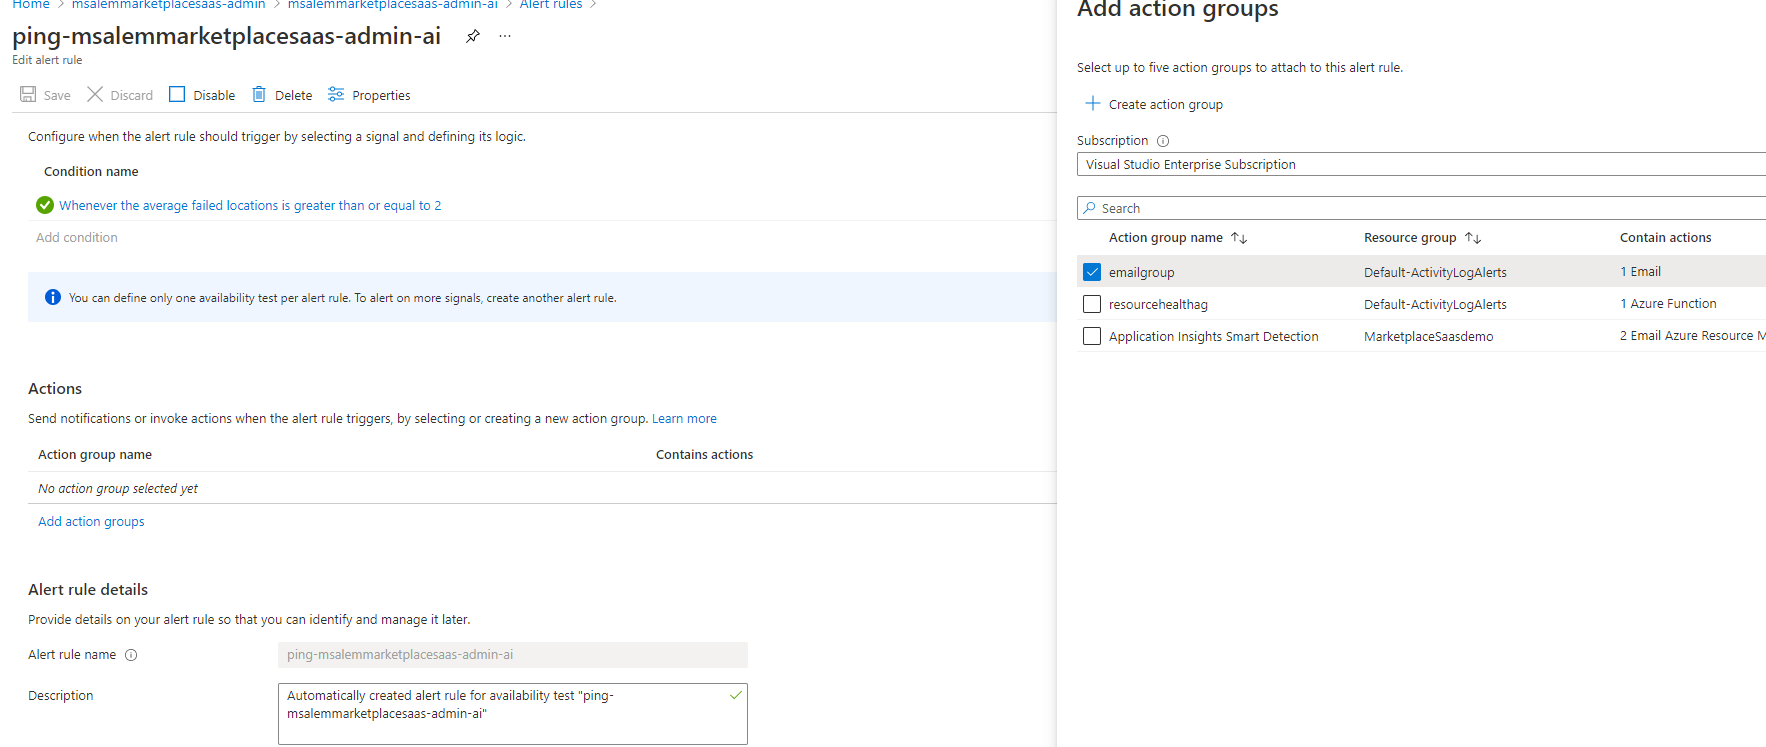 Home > msalemmarketplacesaas-admin > msalemmarketplacesaas-admin-ai > Alert rules >
ping-msalemmarketplacesaas-admin-ai ...
Edit alert rule
Save Discard Disable Delete Properties
Configure when the alert rule should trigger by selecting a signal and defining its logic.
Condition name
Whenever the average failed locations is greater than or equal to 2
Add condition
You can define only one availability test per alert rule. To alert on more signals, create another alert rule.
Actions
Send notifications or invoke actions when the alert rule triggers, by selecting or creating a new action group. Learn more
Action group name Contains actions
No action group selected yet
Add action groups
Alert rule details
Provide details on your alert rule so that you can identify and manage it later.
Alert rule name ping-msalemmarketplacesaas-admin-ai
Description Automatically created alert rule for availability test "ping-
msalemmarketplacesaas-admin-ai"
Add action groups
Select up to five action groups to attach to this alert rule.
Create action group
Subscription
Visual Studio Enterprise Subscription
Search
Action group name Resource group Contain actions
emailgroup Default-ActivityLogAlerts 1 Email
resourcehealthag Default-ActivityLogAlerts 1 Azure Function
Application Insights Smart Detection MarketplaceSaasdemo 2 Email Azure Resource M